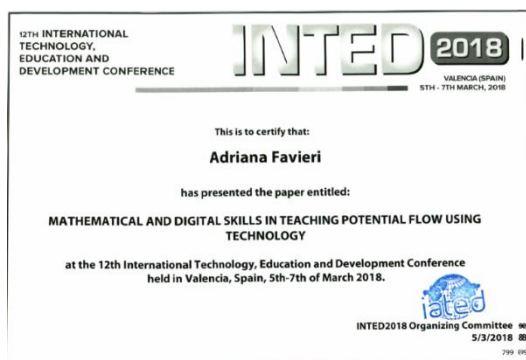 12TH INTERNATIONAL
TECHNOLOGY,
EDUCATION AND
DEVELOPMENT CONFERENCE
INTED 2018
VALENCIA (SPAIN)
5TH - 7TH MARCH, 2018
This is to certify that:
Adriana Favieri
has presented the paper entitled:
MATHEMATICAL AND DIGITAL SKILLS IN TEACHING POTENTIAL FLOW USING
TECHNOLOGY
at the 12th International Technology, Education and Development Conference
held in Valencia, Spain, 5th-7th of March 2018.
iated
INTED2018 Organizing Committee
5/3/2018
799